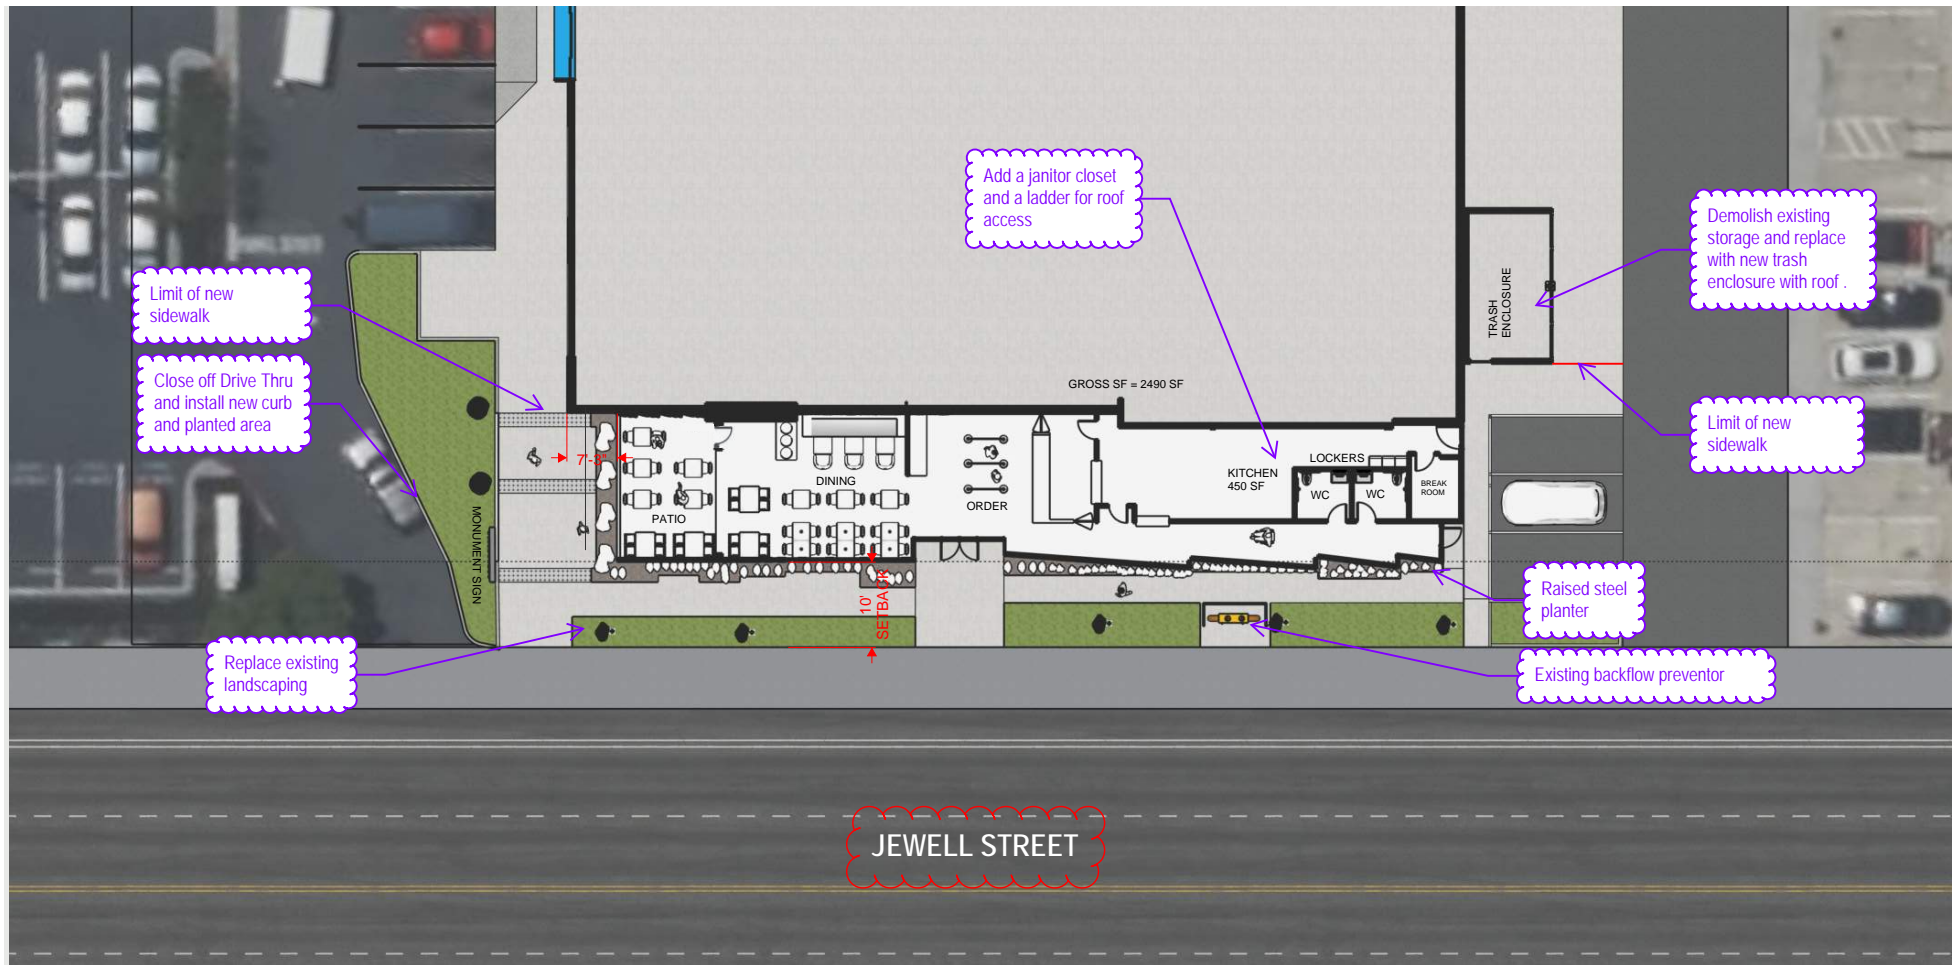 Add a janitor closet
and a ladder for roof
access
Demolish existing
storage and replace
with new trash
enclosure with roof .
Limit of new
sidewalk
TRASH
ENCLOSURE
Close off Drive Thru
and install new curb
and planted area
GROSS SF = 2490 SF
Limit of new
sidewalk
7'-3"
DINING
PATIO
ORDER
KITCHEN
450 SF
LOCKERS
WC
WC
BREAK
ROOM
MONUMENT SIGN
10'
SETBACK
Raised steel
planter
Replace existing
landscaping
Existing backflow preventor
JEWELL STREET